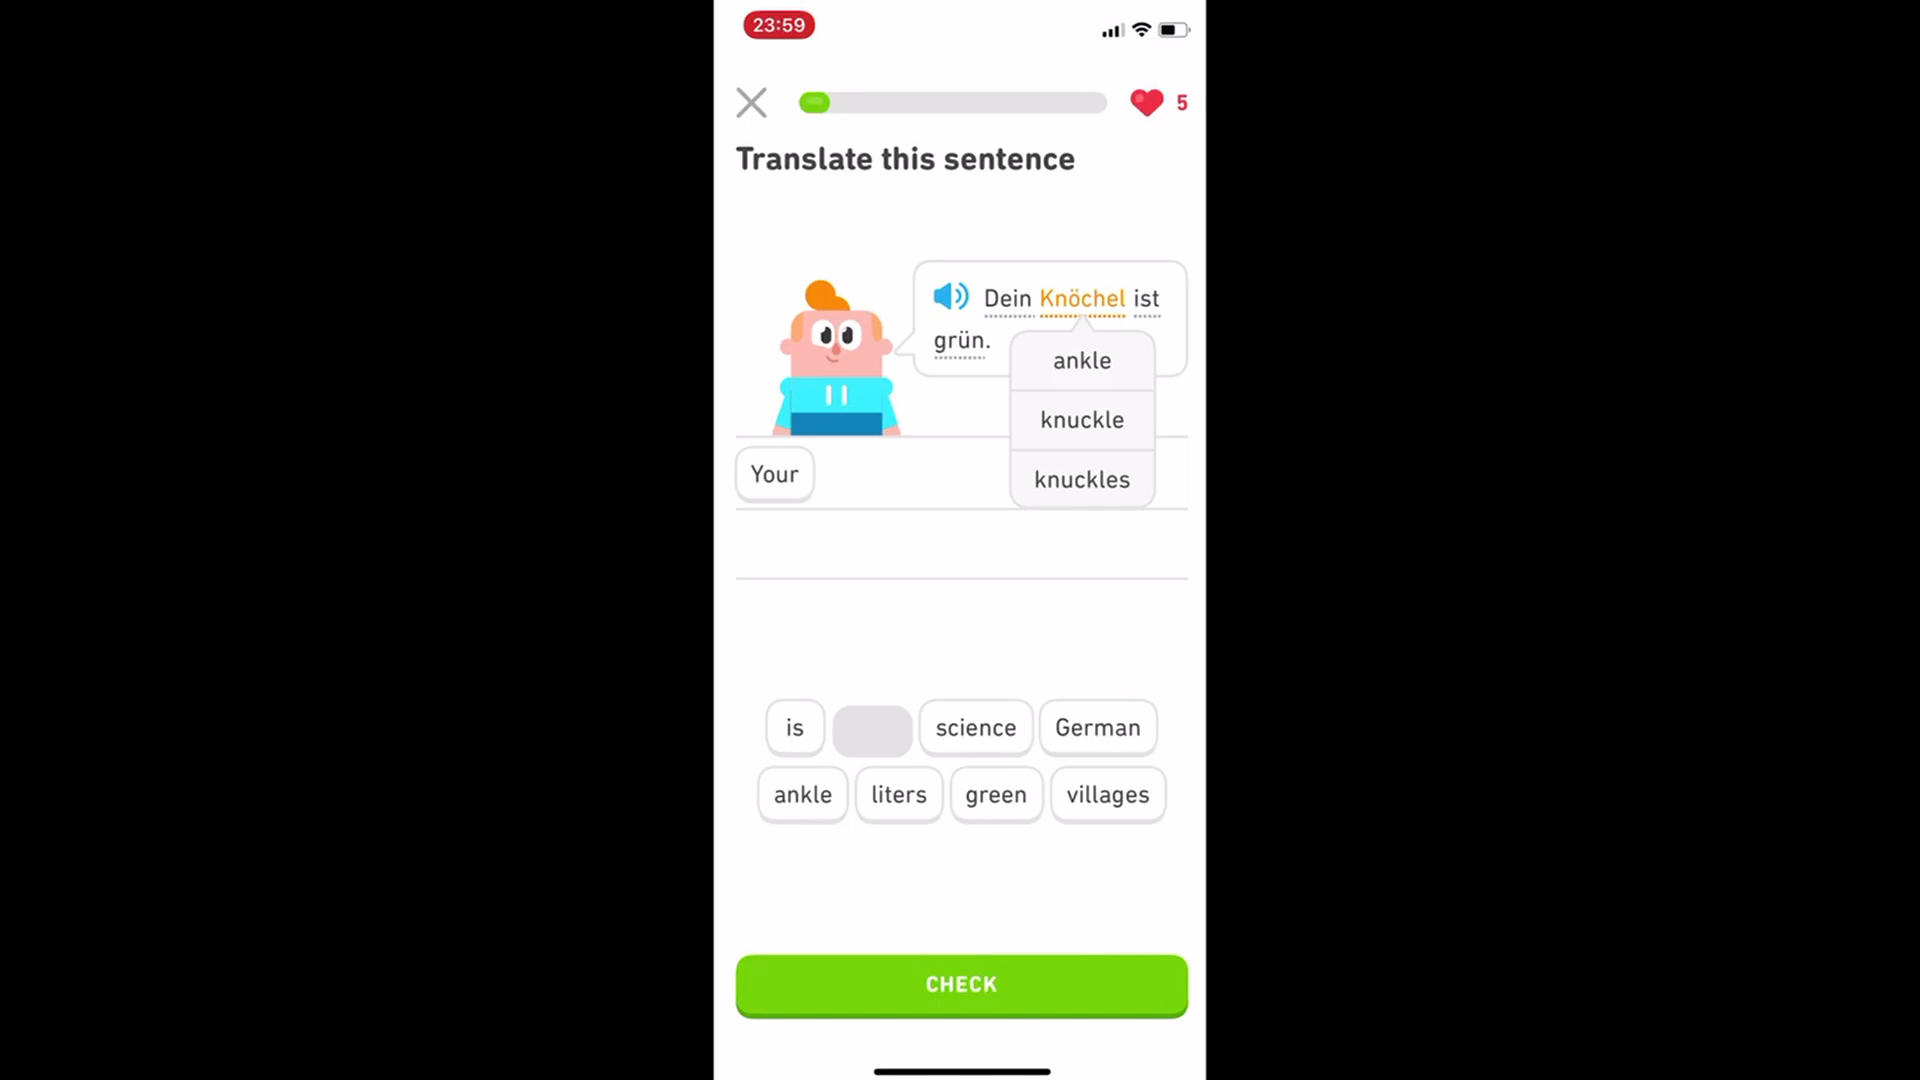 23:59
5
Translate this sentence
Dein Knöchel ist
grün.
ankle
knuckle
knuckles
Your
is science German
ankle liters green villages
CHECK